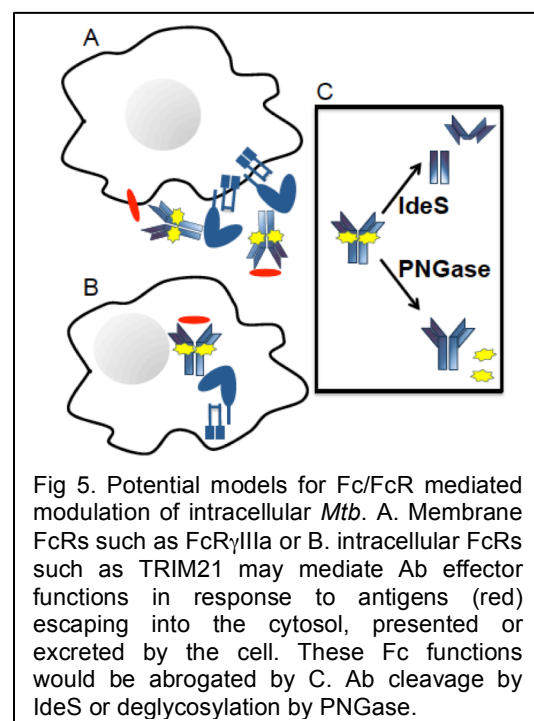 A
C
IdeS
PNGase
B
Fig 5. Potential models for Fc/FcR mediated
modulation of intracellular Mtb. A. Membrane
FcRs such as FcRγIIIa or B. intracellular FcRs
such as TRIM21 may mediate Ab effector
functions in response to antigens (red)
escaping into the cytosol, presented or
excreted by the cell. These Fc functions
would be abrogated by C. Ab cleavage by
IdeS or deglycosylation by PNGase.